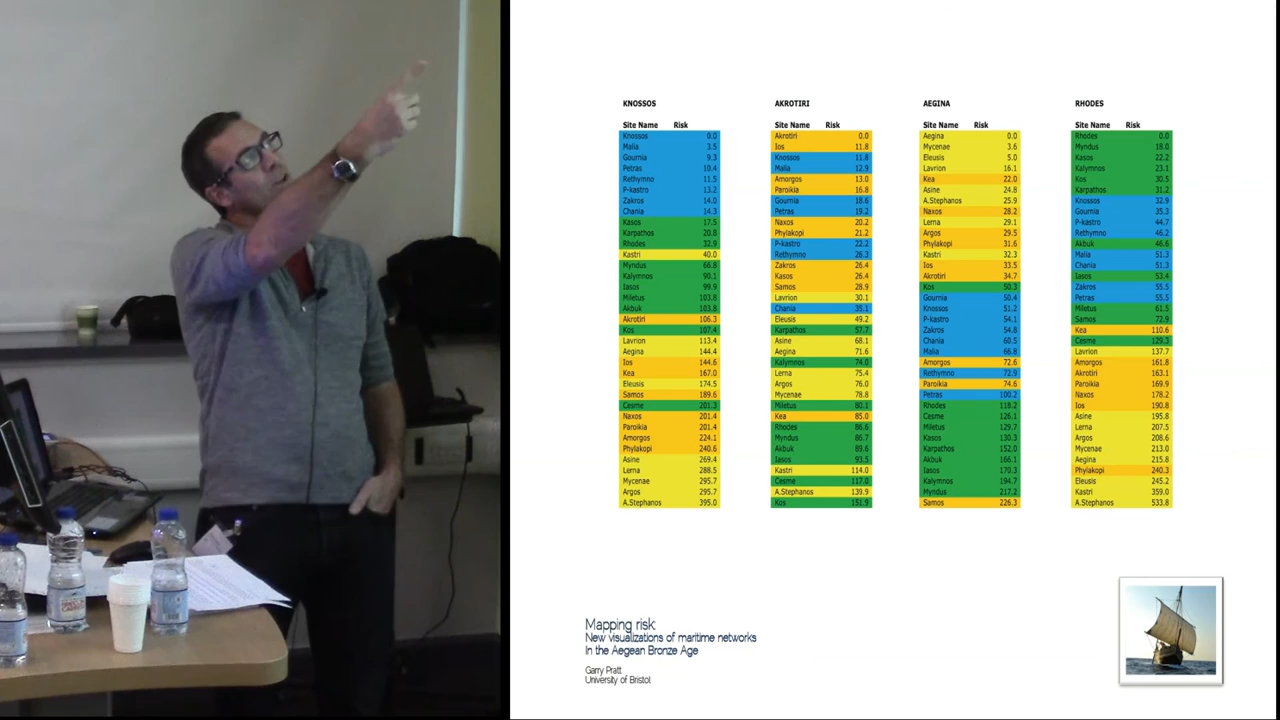 KNOSSOS
Site Name Risk
Knossos 0.0
Malia 3.5
Gournia 9.3
Petras 10.4
Rethymno 11.5
P-kastro 13.2
Zakros 14.0
Chania 14.3
Kasos 17.5
Karpathos 20.8
Rhodes 32.9
Kastri 40.0
Myndus 66.8
Kalymnos 90.1
Iasos 99.9
Miletus 103.8
Akbuk 103.8
Akrotiri 106.3
Kos 107.4
Lavrion 113.4
Aegina 144.4
Ios 144.6
Kea 167.0
Eleusis 174.5
Samos 189.6
Cesme 201.3
Naxos 201.4
Paroikia 201.4
Amorgos 224.1
Phylakopi 240.6
Asine 269.4
Lerna 288.5
Mycenae 295.7
Argos 295.7
A.Stephanos 395.0
AKROTIRI
Site Name Risk
Akrotiri 0.0
Ios 11.8
Knossos 11.8
Malia 12.9
Amorgos 13.0
Paroikia 16.8
Gournia 18.6
Petras 19.2
Naxos 20.2
Phylakopi 21.2
P-kastro 22.2
Rethymno 26.3
Zakros 26.4
Kasos 26.4
Samos 28.9
Lavrion 30.1
Chania 35.1
Eleusis 49.2
Karpathos 57.7
Asine 68.1
Aegina 71.6
Kalymnos 74.0
Lerna 75.4
Argos 76.0
Mycenae 78.8
Miletus 80.1
Kea 85.0
Rhodes 86.6
Myndus 86.7
Akbuk 89.6
Iasos 93.5
Kastri 114.0
Cesme 117.0
A.Stephanos 139.9
Kos 151.9
AEGINA
Site Name Risk
Aegina 0.0
Mycenae 3.6
Eleusis 5.0
Lavrion 16.1
Kea 22.0
Asine 24.8
A.Stephanos 25.9
Naxos 28.2
Lerna 29.1
Argos 29.5
Phylakopi 31.6
Kastri 32.3
Ios 33.5
Akrotiri 34.7
Kos 50.3
Gournia 50.4
Knossos 51.2
P-kastro 54.1
Zakros 54.8
Chania 60.5
Malia 66.8
Amorgos 72.6
Rethymno 72.9
Paroikia 74.6
Petras 100.2
Rhodes 118.2
Cesme 126.1
Miletus 129.7
Kasos 130.3
Karpathos 152.0
Akbuk 166.1
Iasos 170.3
Kalymnos 194.7
Myndus 217.2
Samos 226.3
RHODES
Site Name Risk
Rhodes 0.0
Myndus 18.0
Kasos 22.2
Kalymnos 23.1
Kos 30.5
Karpathos 31.2
Knossos 32.9
Gournia 35.3
P-kastro 44.7
Rethymno 46.2
Akbuk 46.6
Malia 51.3
Chania 51.3
Iasos 53.4
Zakros 55.5
Petras 55.5
Miletus 61.5
Samos 72.9
Kea 110.6
Cesme 129.3
Lavrion 137.7
Amorgos 161.8
Akrotiri 163.1
Paroikia 169.9
Naxos 178.2
Ios 190.8
Asine 195.8
Lerna 207.5
Argos 208.6
Mycenae 213.0
Aegina 215.8
Phylakopi 240.3
Eleusis 245.2
Kastri 359.0
A.Stephanos 533.8
Mapping risk:
New visualizations of maritime networks
In the Aegean Bronze Age
Garry Pratt
University of Bristol